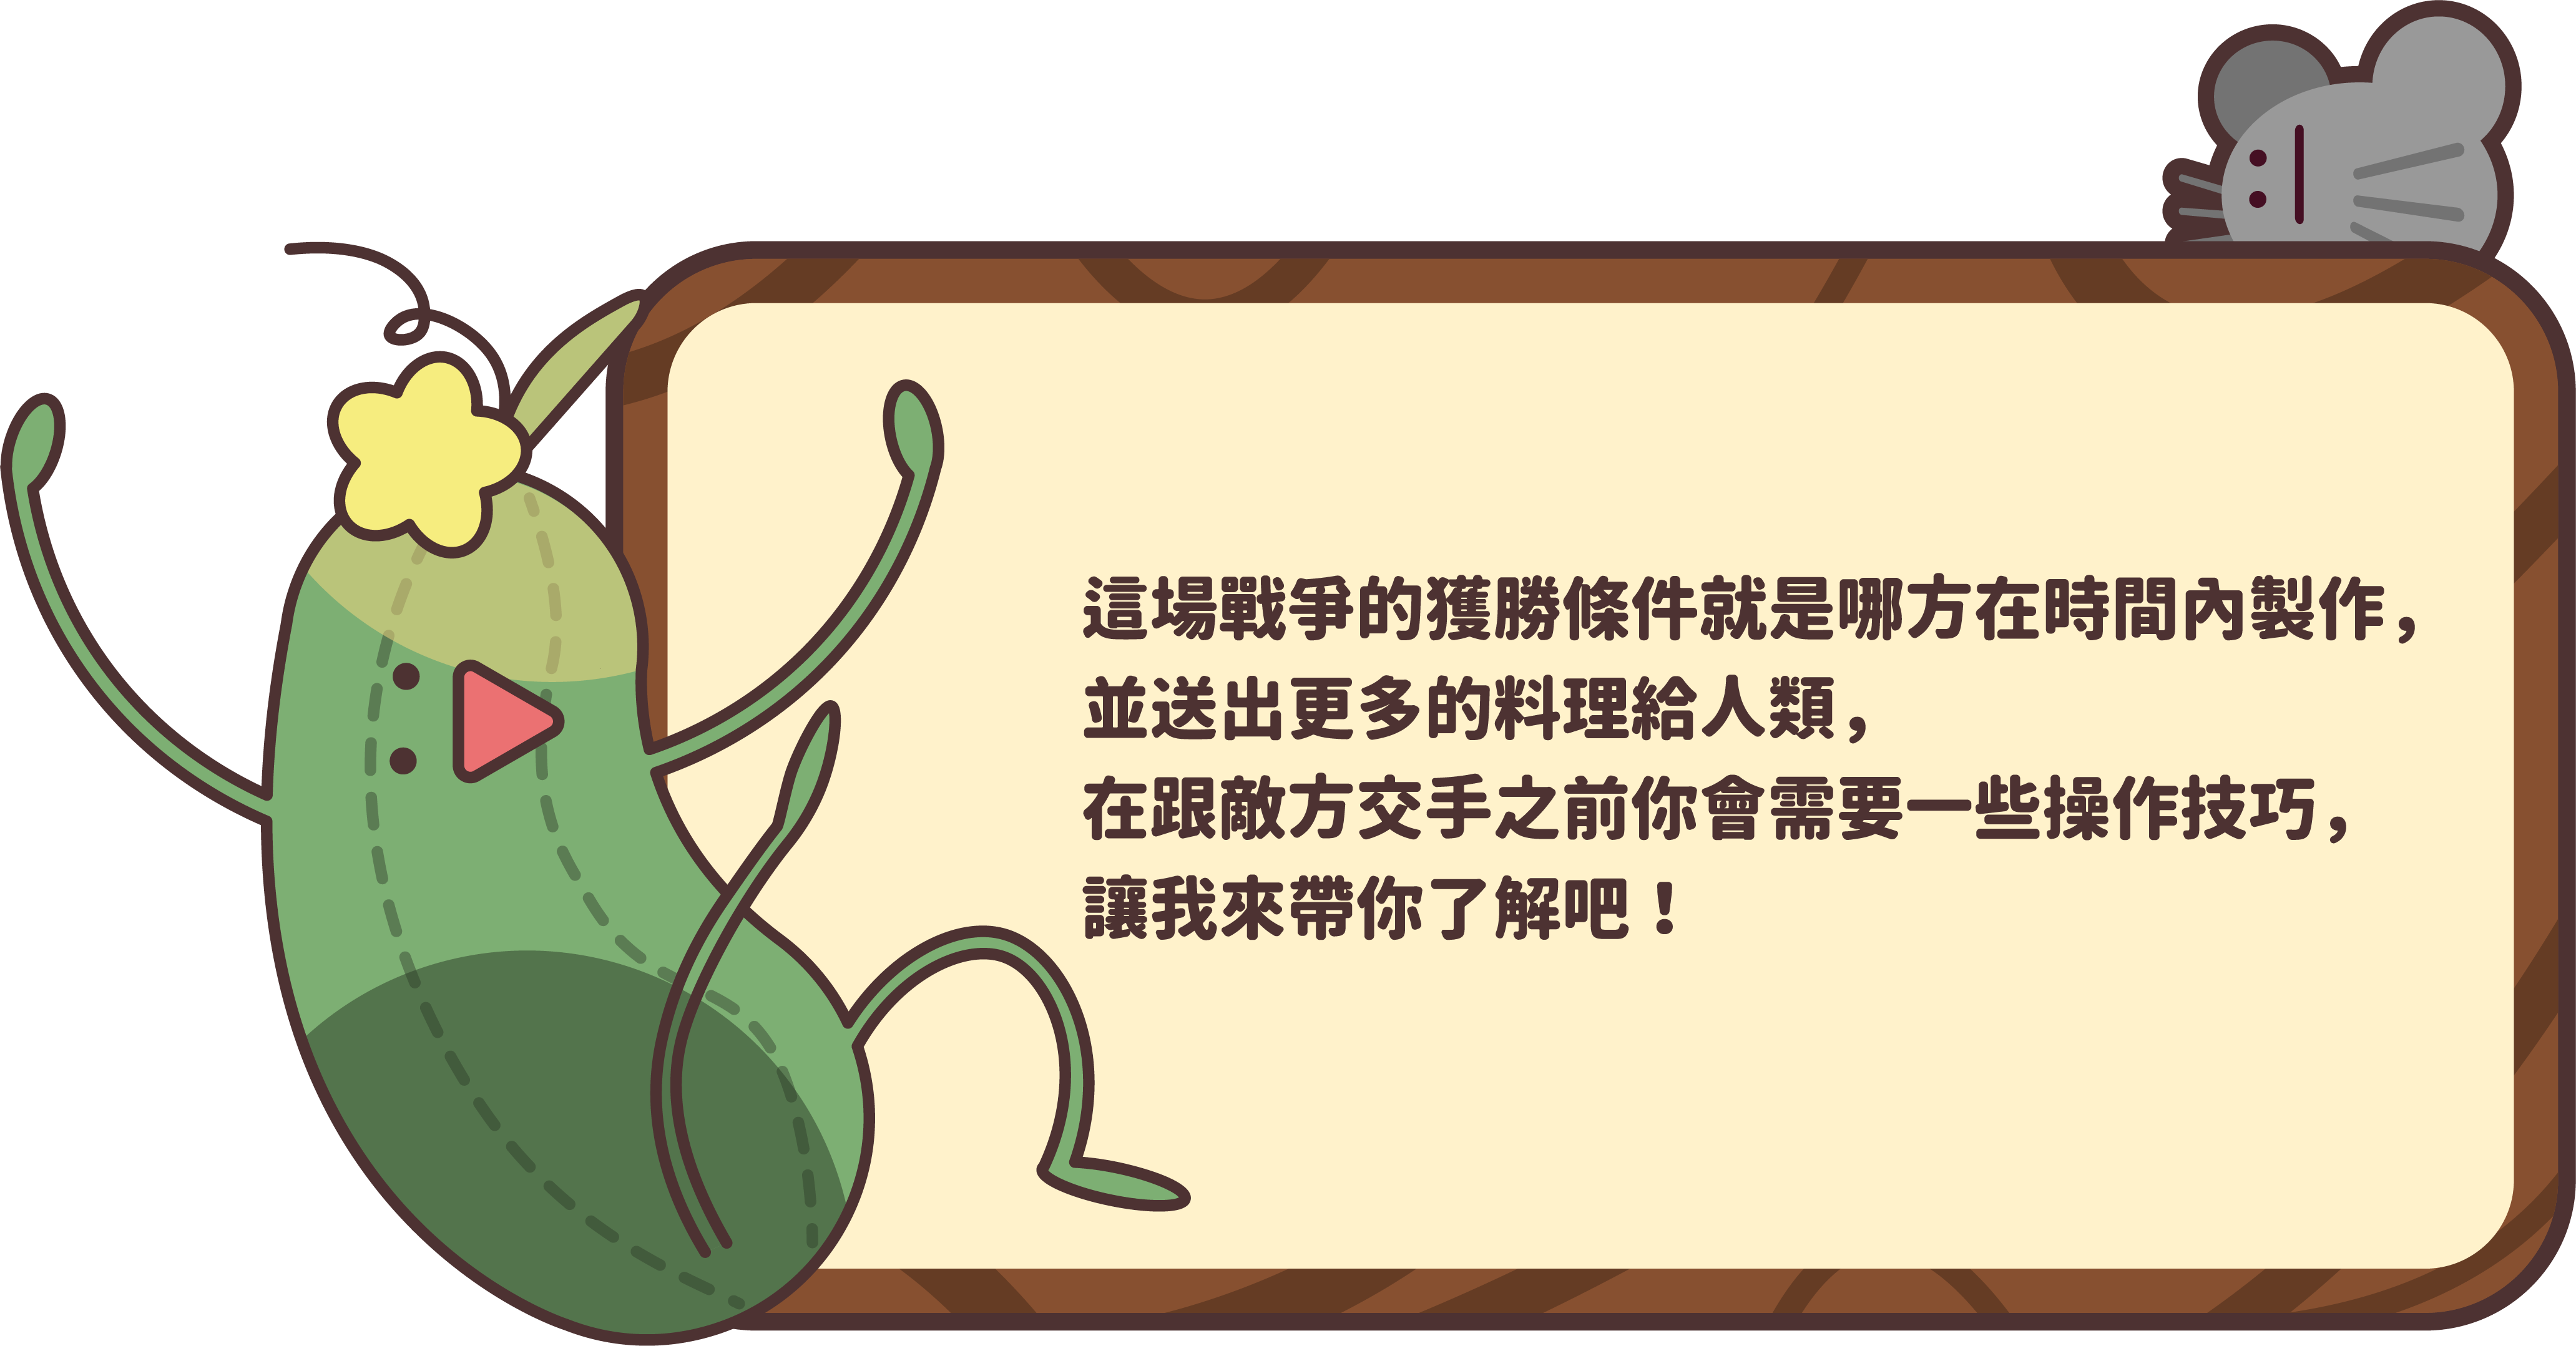 這場戰爭的獲勝條件就是哪方在時間內製作，
並送出更多的料理給人類，
在跟敵方交手之前你會需要一些操作技巧，
讓我來帶你了解吧！